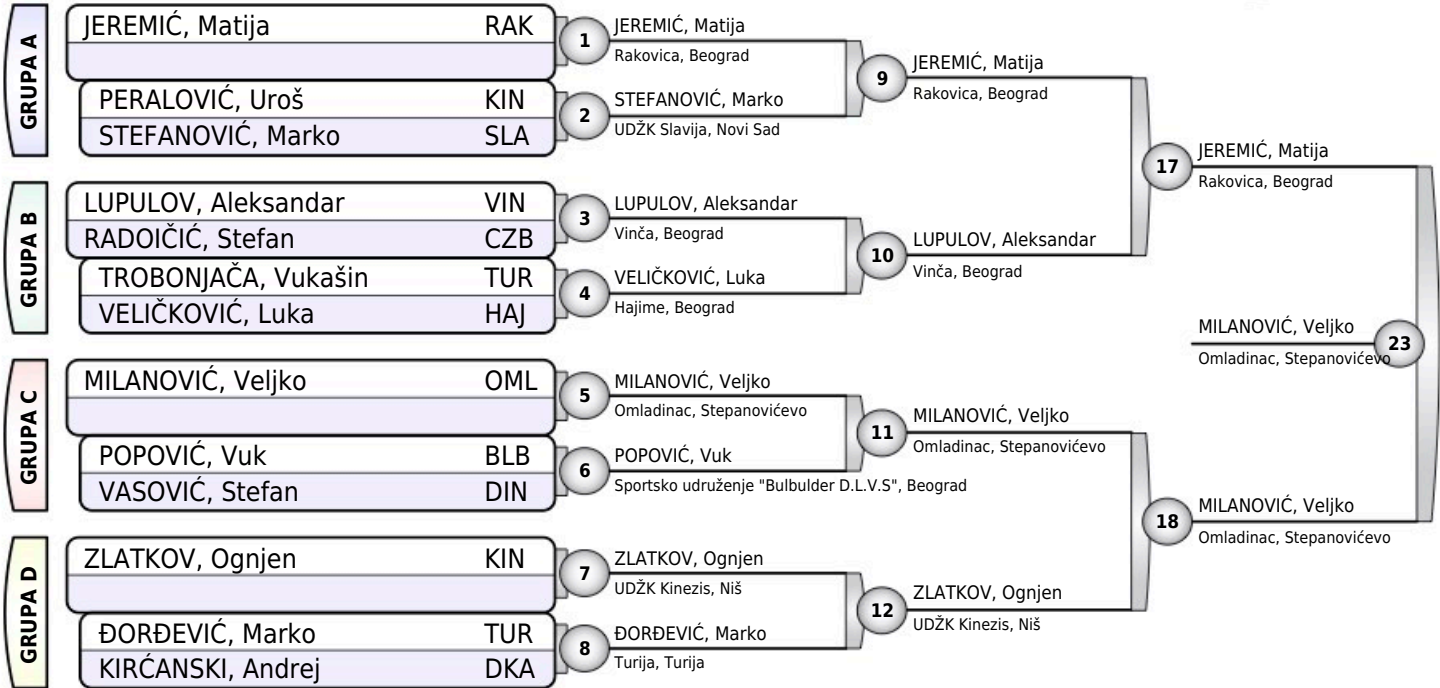 GRUPA A
JEREMIĆ, Matija RAK
PERALOVIĆ, Uroš KIN
STEFANOVIĆ, Marko SLA
1
JEREMIĆ, Matija
Rakovica, Beograd
2
STEFANOVIĆ, Marko
UDŽK Slavija, Novi Sad
9
JEREMIĆ, Matija
Rakovica, Beograd
GRUPA B
LUPULOV, Aleksandar VIN
RADOIČIĆ, Stefan CZB
TROBONJAČA, Vukašin TUR
VELIČKOVIĆ, Luka HAJ
3
LUPULOV, Aleksandar
Vinča, Beograd
4
VELIČKOVIĆ, Luka
Hajime, Beograd
10
LUPULOV, Aleksandar
Vinča, Beograd
17
JEREMIĆ, Matija
Rakovica, Beograd
GRUPA C
MILANOVIĆ, Veljko OML
POPOVIĆ, Vuk BLB
VASOVIĆ, Stefan DIN
5
MILANOVIĆ, Veljko
Omladinac, Stepanovićevo
6
POPOVIĆ, Vuk
Sportsko udruženje "Bulbulder D.L.V.S", Beograd
11
MILANOVIĆ, Veljko
Omladinac, Stepanovićevo
GRUPA D
ZLATKOV, Ognjen KIN
ĐORĐEVIĆ, Marko TUR
KIRĆANSKI, Andrej DKA
7
ZLATKOV, Ognjen
UDŽK Kinezis, Niš
8
ĐORĐEVIĆ, Marko
Turija, Turija
12
ZLATKOV, Ognjen
UDŽK Kinezis, Niš
18
MILANOVIĆ, Veljko
Omladinac, Stepanovićevo
MILANOVIĆ, Veljko
Omladinac, Stepanovićevo
23